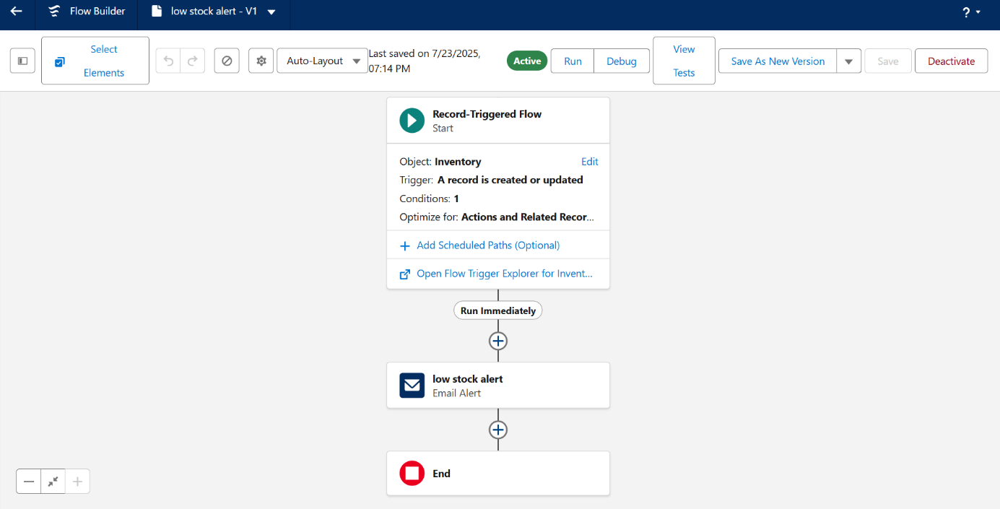 Flow Builder
low stock alert - V1
?
Select
Elements
Auto-Layout
Last saved on 7/23/2025,
07:14 PM
Active
Run
Debug
View
Tests
Save As New Version
Save
Deactivate
Record-Triggered Flow
Start
Object: Inventory
Edit
Trigger: A record is created or updated
Conditions: 1
Optimize for: Actions and Related Recor...
Add Scheduled Paths (Optional)
Open Flow Trigger Explorer for Invent...
Run Immediately
low stock alert
Email Alert
End